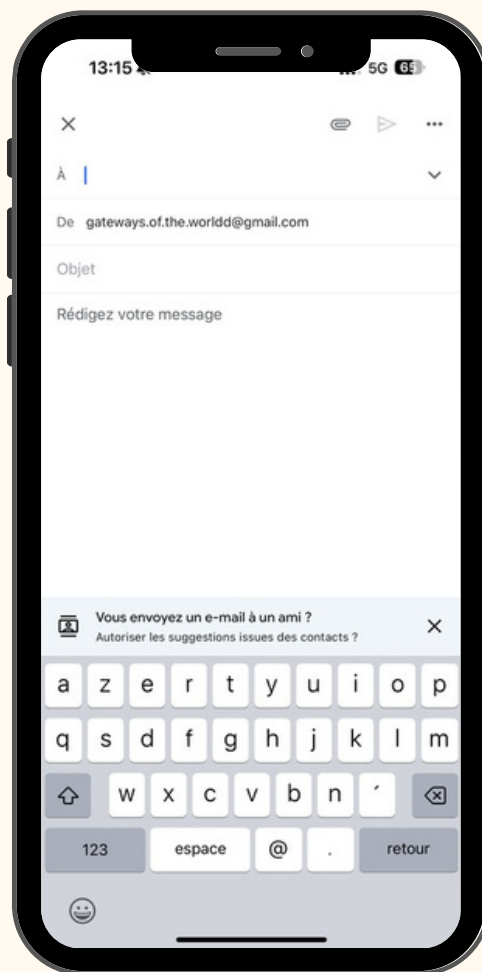 13:15 5G 65
À
De gateways.of.the.worldd@gmail.com
Objet
Rédigez votre message
Vous envoyez un e-mail à un ami ?
Autoriser les suggestions issues des contacts ?
a z e r t y u i o p
q s d f g h j k l m
w x c v b n ´
123 espace @ . retour